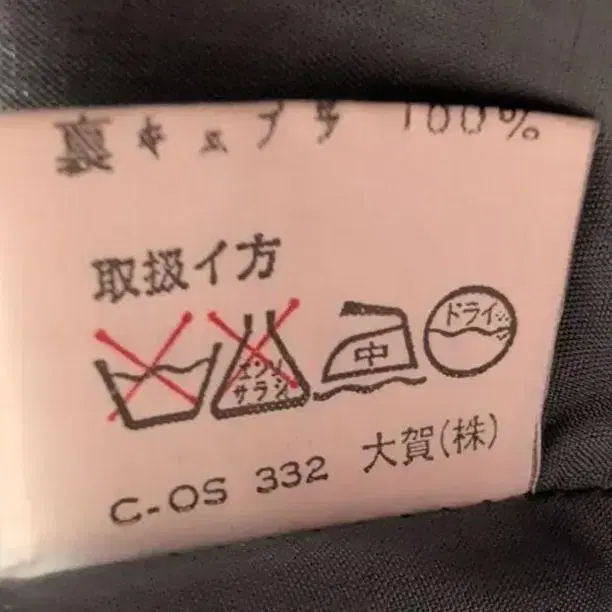 裏キュプラ 100%
取扱イ方
エンソ
サラシ
中
ドライ
C-OS 332 大賀(株)